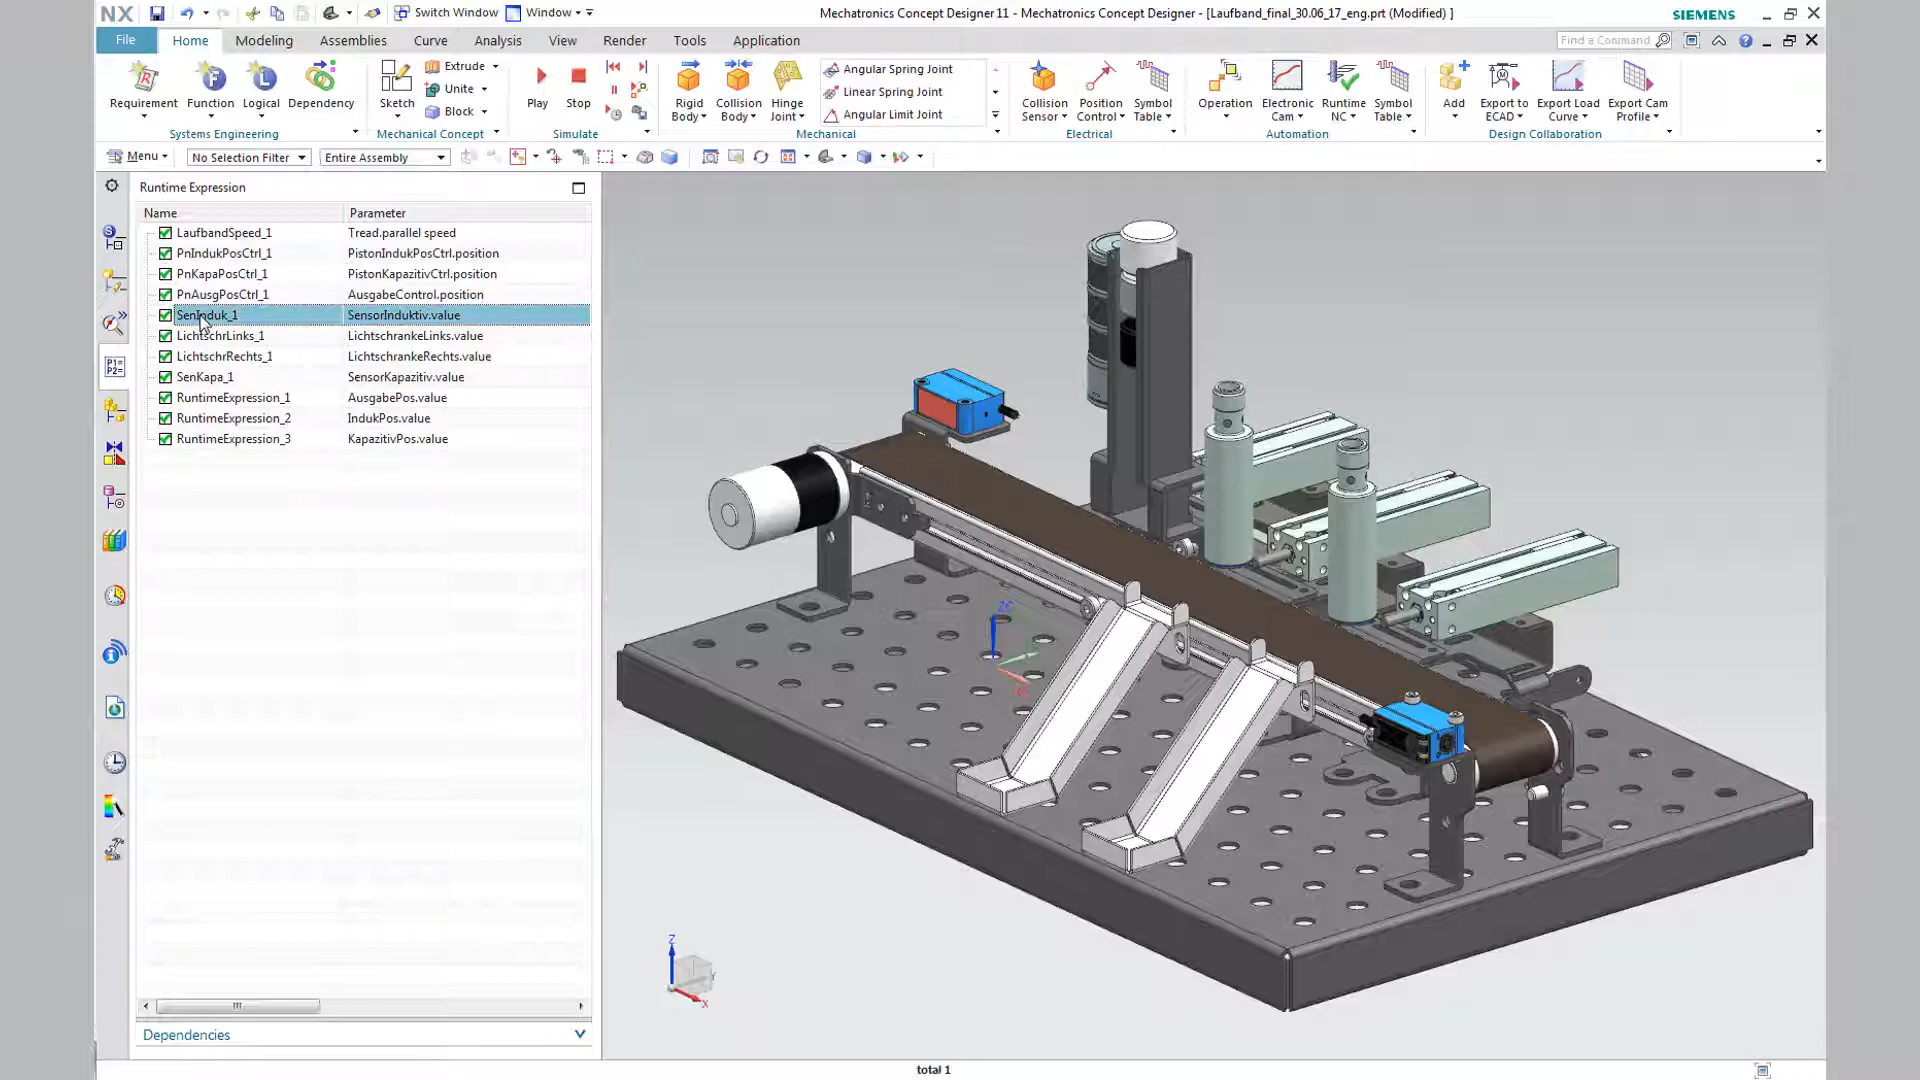 NX
Switch Window
Window
Mechatronics Concept Designer 11 - Mechatronics Concept Designer - [Laufband_final_30.06_17_eng.prt (Modified) ]
SIEMENS
File
Home
Modeling
Assemblies
Curve
Analysis
View
Render
Tools
Application
Find a Command
Requirement
Function
Logical
Dependency
Systems Engineering
Sketch
Extrude
Unite
Block
Mechanical Concept
Play
Stop
Simulate
Rigid Body
Collision Body
Hinge Joint
Angular Spring Joint
Linear Spring Joint
Angular Limit Joint
Mechanical
Collision Sensor
Position Control
Symbol Table
Electrical
Operation
Electronic Cam
Runtime NC
Symbol Table
Automation
Add
Export to ECAD
Export Load Curve
Export Cam Profile
Design Collaboration
Menu
No Selection Filter
Entire Assembly
Runtime Expression
Name Parameter
LaufbandSpeed_1 Tread.parallel speed
PnIndukPosCtrl_1 PistonIndukPosCtrl.position
PnKapaPosCtrl_1 PistonKapazitivCtrl.position
PnAusgPosCtrl_1 AusgabeControl.position
SenInduk_1 SensorInduktiv.value
LichtschrLinks_1 LichtschrankeLinks.value
LichtschrRechts_1 LichtschrankeRechts.value
SenKapa_1 SensorKapazitiv.value
RuntimeExpression_1 AusgabePos.value
RuntimeExpression_2 IndukPos.value
RuntimeExpression_3 KapazitivPos.value
P1=
P2=
ZC
Z
Y
X
Dependencies
total 1